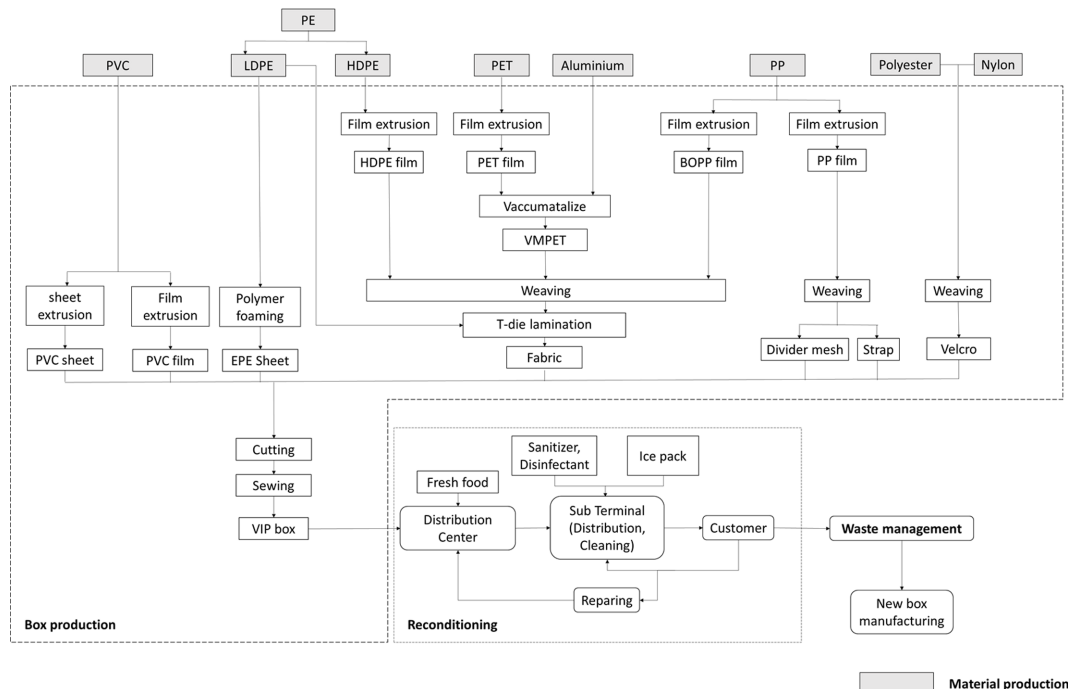 PE
PVC
LDPE
HDPE
PET
Aluminium
PP
Polyester
Nylon
Film extrusion
Film extrusion
Film extrusion
Film extrusion
HDPE film
PET film
BOPP film
PP film
Vaccumatalize
VMPET
Weaving
Weaving
Weaving
sheet
extrusion
Film
extrusion
Polymer
foaming
T-die lamination
PVC sheet
PVC film
EPE Sheet
Fabric
Divider mesh
Strap
Velcro
Cutting
Sewing
VIP box
Sanitizer,
Disinfectant
Ice pack
Fresh food
Distribution
Center
Sub Terminal
(Distribution,
Cleaning)
Customer
Waste management
Reparing
New box
manufacturing
Box production
Reconditioning
Material production